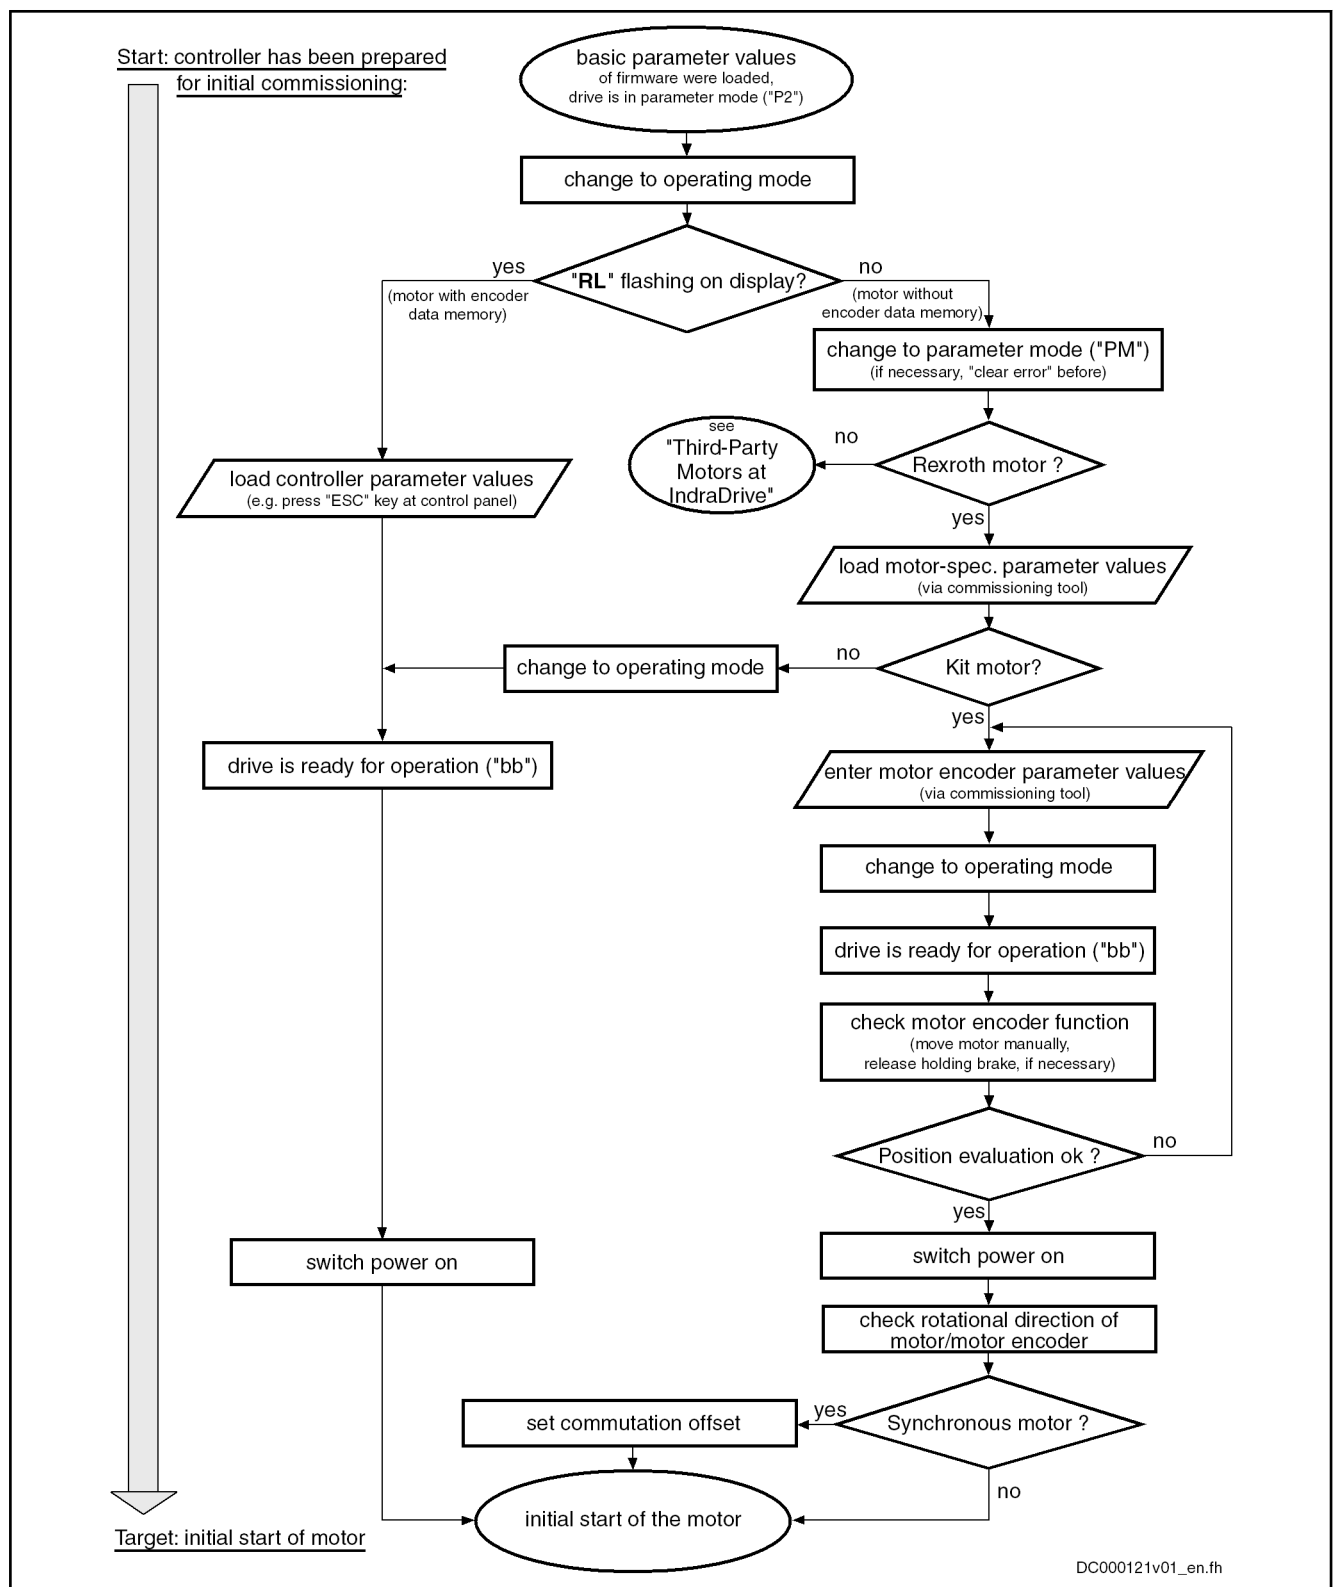 Start: controller has been prepared
for initial commissioning:
basic parameter values
of firmware were loaded,
drive is in parameter mode ("P2")
change to operating mode
"RL" flashing on display?
yes
(motor with encoder
data memory)
no
(motor without
encoder data memory)
change to parameter mode ("PM")
(if necessary, "clear error" before)
Rexroth motor ?
no
see
"Third-Party
Motors at
IndraDrive"
load controller parameter values
(e.g. press "ESC" key at control panel)
yes
load motor-spec. parameter values
(via commissioning tool)
Kit motor?
no
change to operating mode
yes
drive is ready for operation ("bb")
enter motor encoder parameter values
(via commissioning tool)
change to operating mode
drive is ready for operation ("bb")
check motor encoder function
(move motor manually,
release holding brake, if necessary)
Position evaluation ok ?
no
yes
switch power on
switch power on
check rotational direction of
motor/motor encoder
Synchronous motor ?
yes
set commutation offset
no
initial start of the motor
Target: initial start of motor
DC000121v01_en.fh